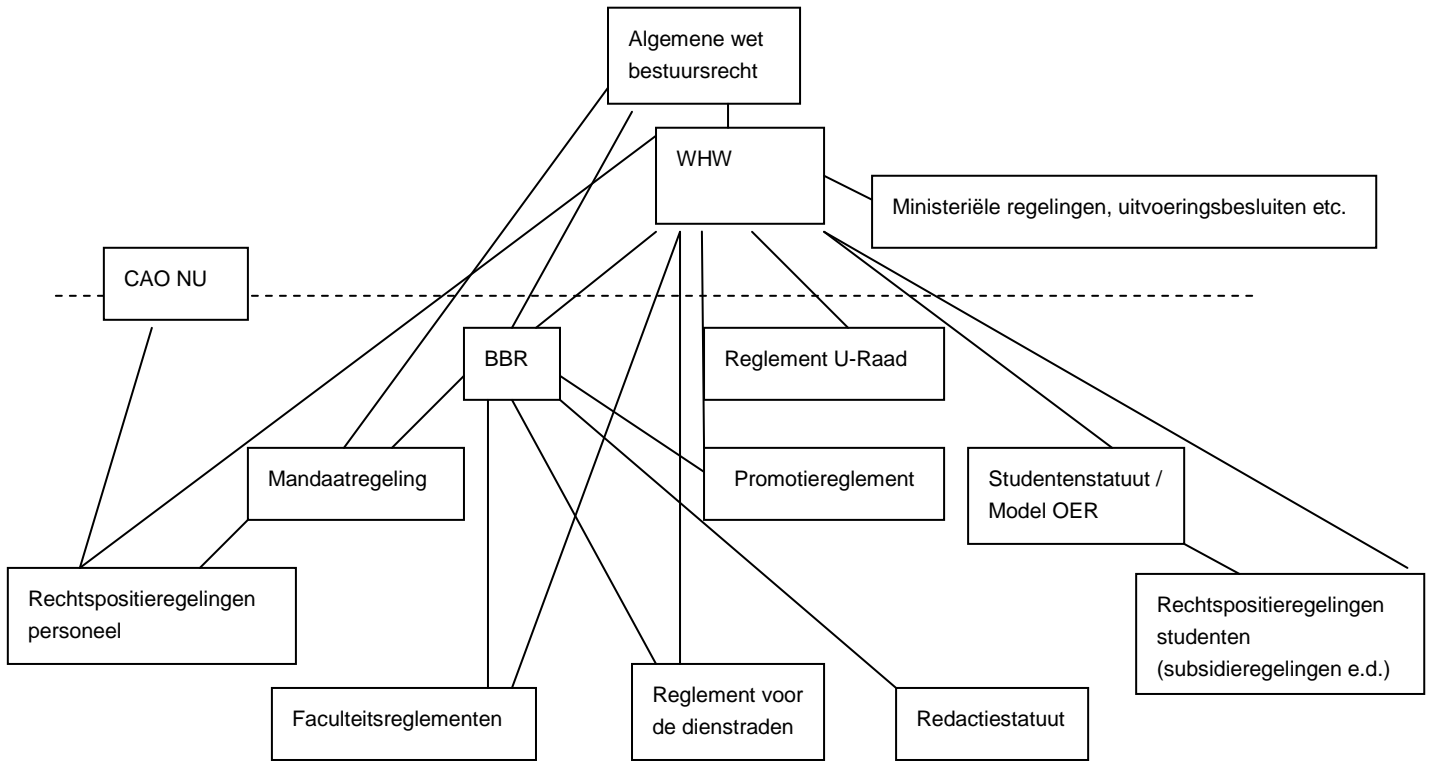 Algemene wet
bestuursrecht
WHW
Ministeriële regelingen, uitvoeringsbesluiten etc.
CAO NU
BBR
Reglement U-Raad
Mandaatregeling
Promotiereglement
Studentenstatuut /
Model OER
Rechtspositieregelingen
personeel
Rechtspositieregelingen
studenten
(subsidieregelingen e.d.)
Faculteitsreglementen
Reglement voor
de dienstraden
Redactiestatuut